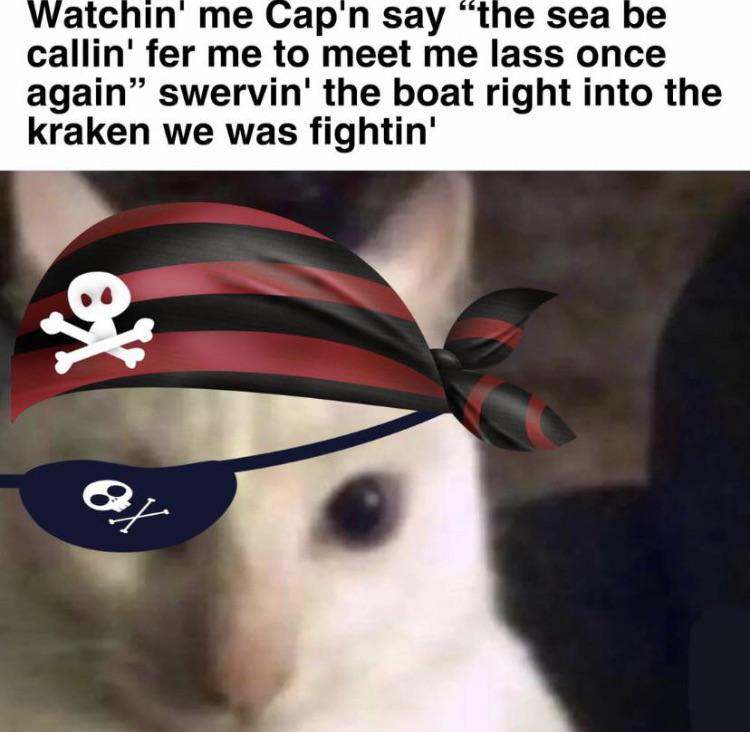 Watchin' me Cap'n say “the sea be
callin' fer me to meet me lass once
again” swervin' the boat right into the
kraken we was fightin'